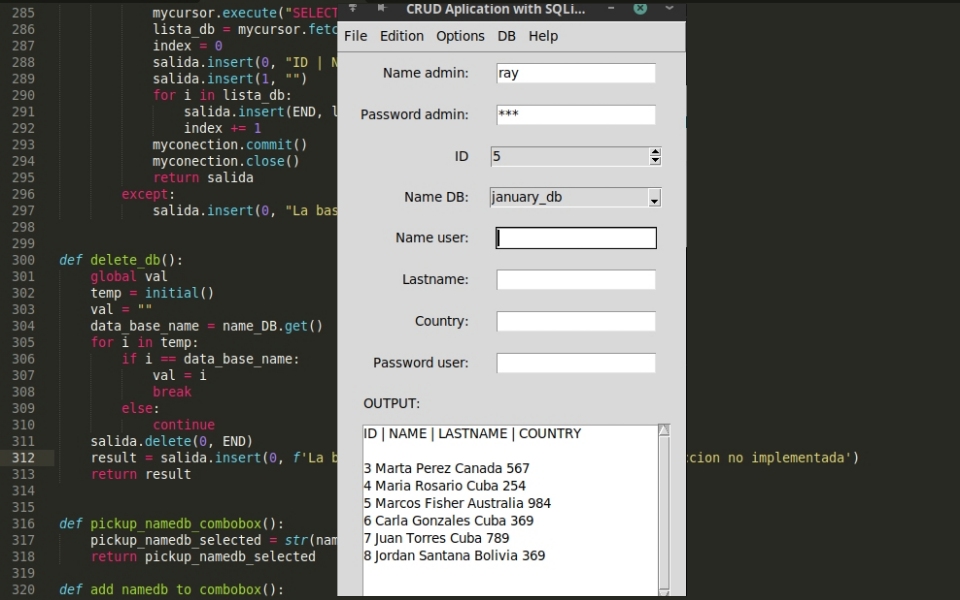 285 mycursor.execute("SELECT
286 lista_db = mycursor.fetc
287 index = 0
288 salida.insert(0, "ID | N
289 salida.insert(1, "")
290 for i in lista_db:
291 salida.insert(END, l
292 index += 1
293 myconection.commit()
294 myconection.close()
295 return salida
296 except:
297 salida.insert(0, "La bas
298
299
300 def delete_db():
301 global val
302 temp = initial()
303 val = ""
304 data_base_name = name_DB.get()
305 for i in temp:
306 if i == data_base_name:
307 val = i
308 break
309 else:
310 continue
311 salida.delete(0, END)
312 result = salida.insert(0, f'La b
ccion no implementada')
313 return result
314
315
316 def pickup_namedb_combobox():
317 pickup_namedb_selected = str(nam
318 return pickup_namedb_selected
319
320 def add_namedb_to_combobox():
CRUD Aplication with SQLi...
File Edition Options DB Help
Name admin: ray
Password admin: ***
ID 5
Name DB: january_db
Name user:
Lastname:
Country:
Password user:
OUTPUT:
ID | NAME | LASTNAME | COUNTRY
3 Marta Perez Canada 567
4 Maria Rosario Cuba 254
5 Marcos Fisher Australia 984
6 Carla Gonzales Cuba 369
7 Juan Torres Cuba 789
8 Jordan Santana Bolivia 369